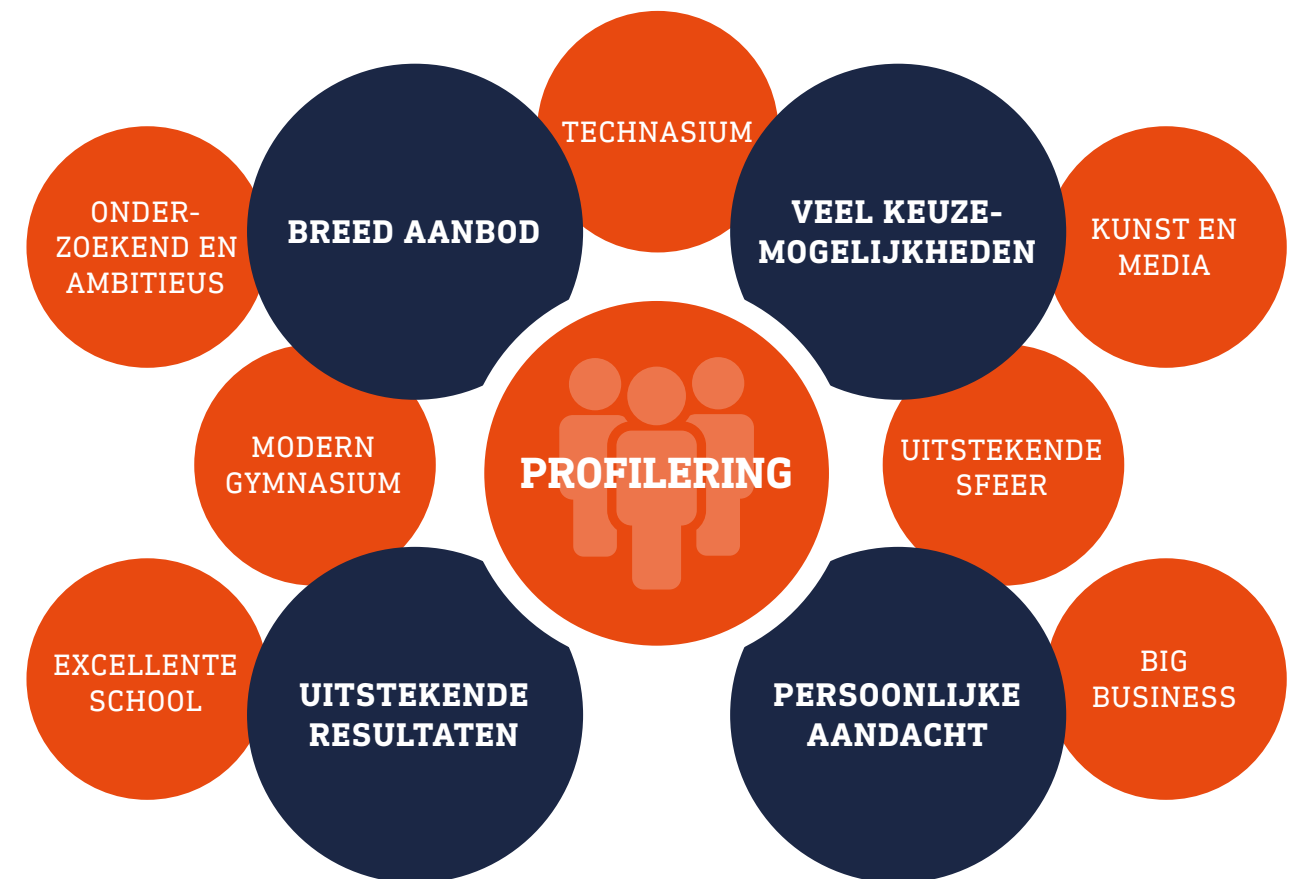 TECHNASIUM
ONDER-
ZOEKEND EN
AMBITIEUS
BREED AANBOD
VEEL KEUZE-
MOGELIJKHEDEN
KUNST EN
MEDIA
MODERN
GYMNASIUM
PROFILERING
UITSTEKENDE
SFEER
EXCELLENTE
SCHOOL
UITSTEKENDE
RESULTATEN
PERSOONLIJKE
AANDACHT
BIG
BUSINESS